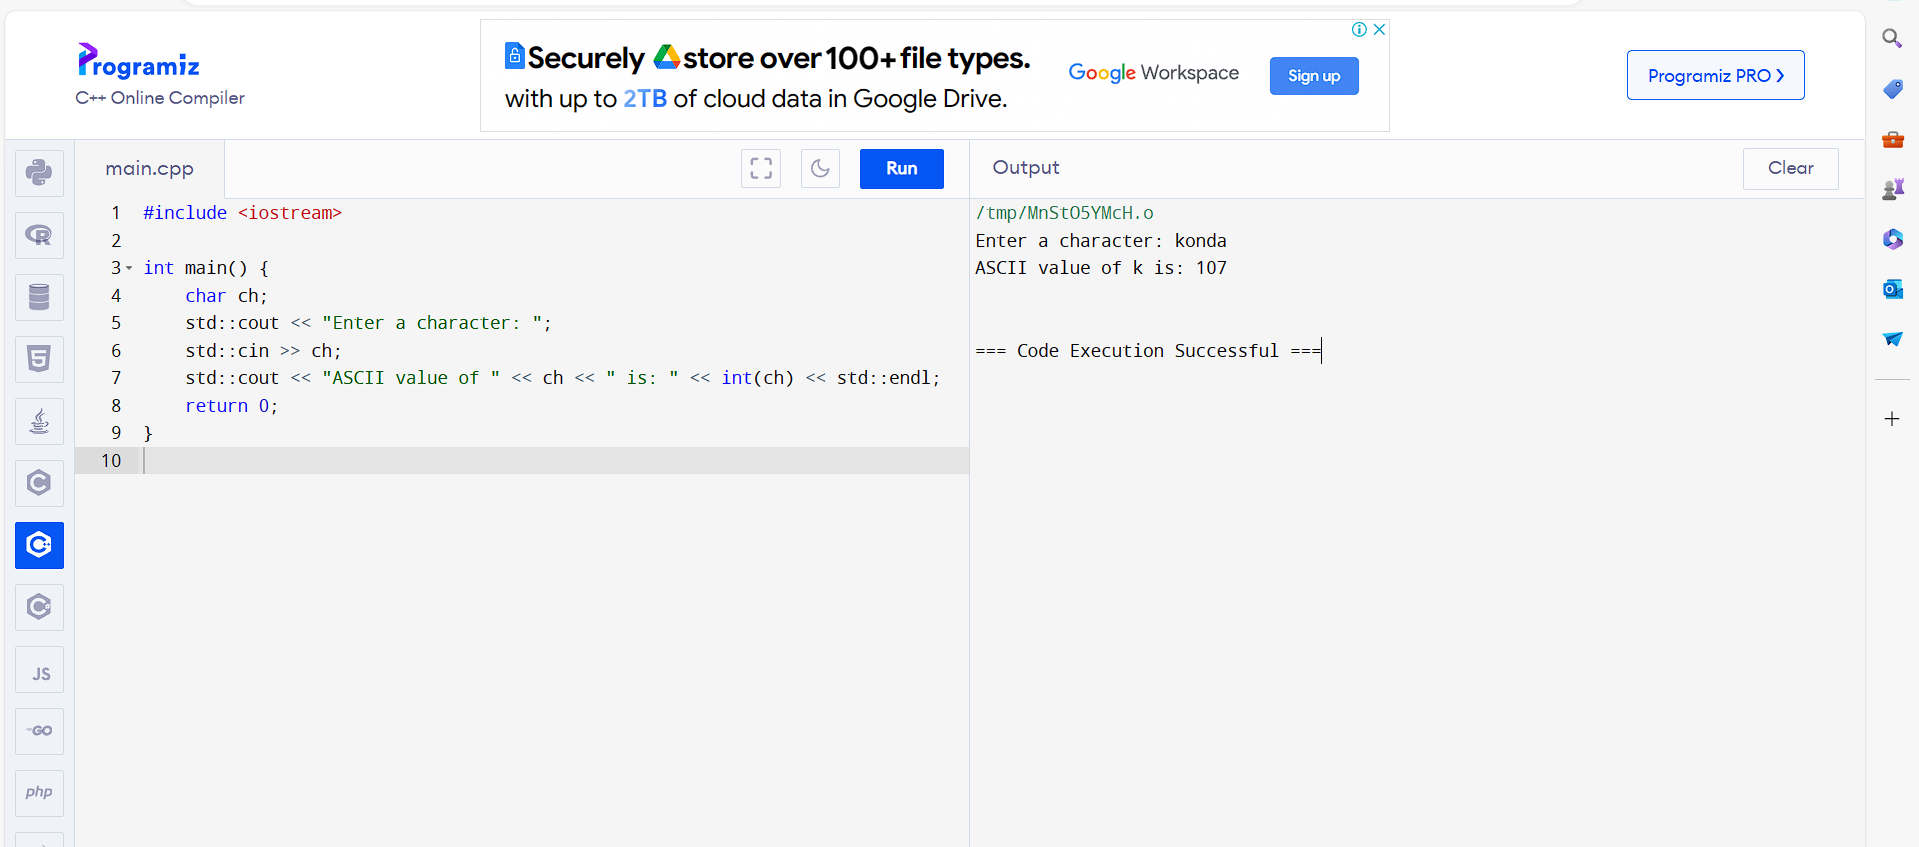 Programiz
C++ Online Compiler
Securely store over 100+ file types.
with up to 2TB of cloud data in Google Drive.
Google Workspace
Sign up
Programiz PRO
main.cpp
Run
Output
Clear
1 #include <iostream>
2
3 int main() {
4     char ch;
5     std::cout << "Enter a character: ";
6     std::cin >> ch;
7     std::cout << "ASCII value of " << ch << " is: " << int(ch) << std::endl;
8     return 0;
9 }
10
/tmp/MnStO5YMcH.o
Enter a character: konda
ASCII value of k is: 107
=== Code Execution Successful ===
R
5
C
C++
C#
JS
GO
php